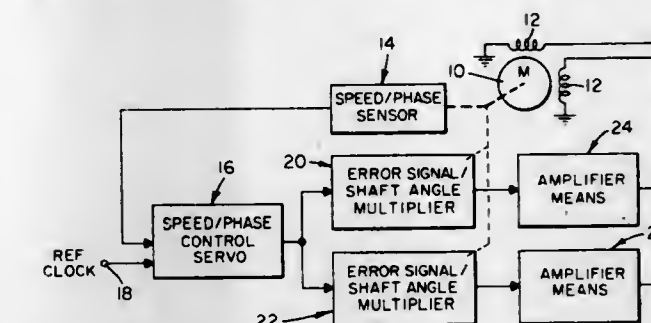 12
14
10
M
12
SPEED/PHASE
SENSOR
24
20
16
ERROR SIGNAL/
SHAFT ANGLE
MULTIPLIER
AMPLIFIER
MEANS
SPEED/PHASE
CONTROL
SERVO
REF
CLOCK
18
ERROR SIGNAL/
SHAFT ANGLE
MULTIPLIER
AMPLIFIER
MEANS
22